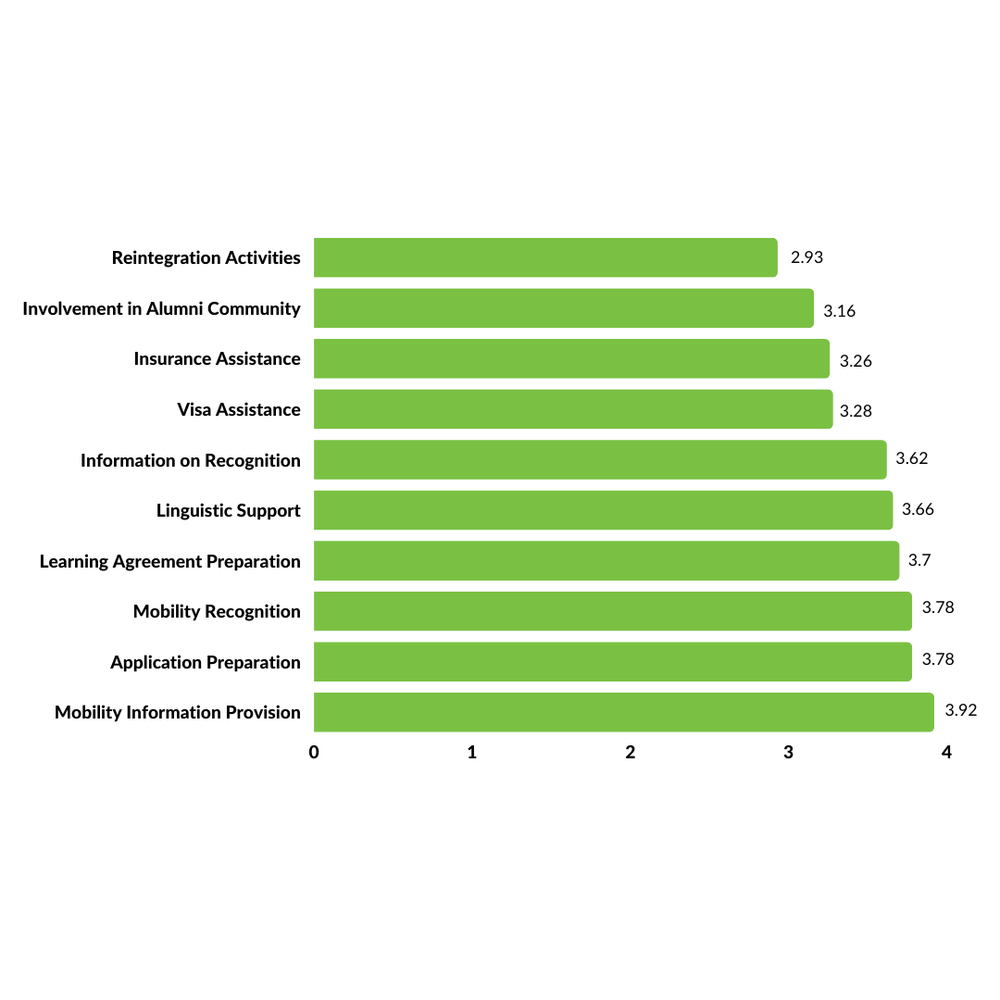 Reintegration Activities 2.93
Involvement in Alumni Community 3.16
Insurance Assistance 3.26
Visa Assistance 3.28
Information on Recognition 3.62
Linguistic Support 3.66
Learning Agreement Preparation 3.7
Mobility Recognition 3.78
Application Preparation 3.78
Mobility Information Provision 3.92
0 1 2 3 4